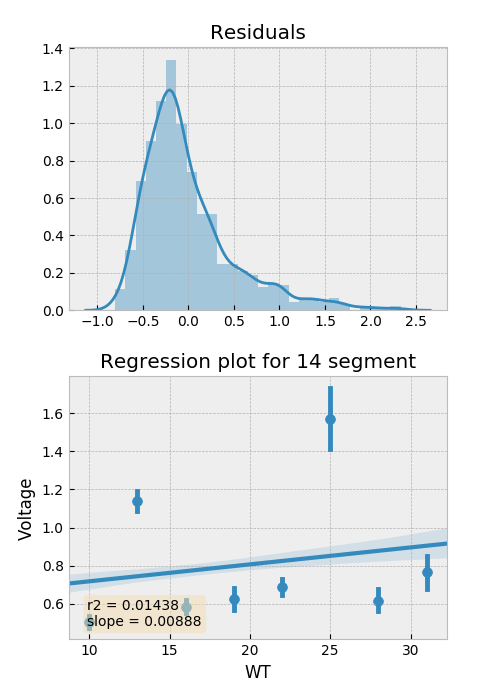 Residuals
1.4
1.2
1.0
0.8
0.6
0.4
0.2
0.0
−1.0 −0.5 0.0 0.5 1.0 1.5 2.0 2.5
Regression plot for 14 segment
1.6
1.4
1.2
1.0
0.8
0.6
Voltage
r2 = 0.01438
slope = 0.00888
10 15 20 25 30
WT